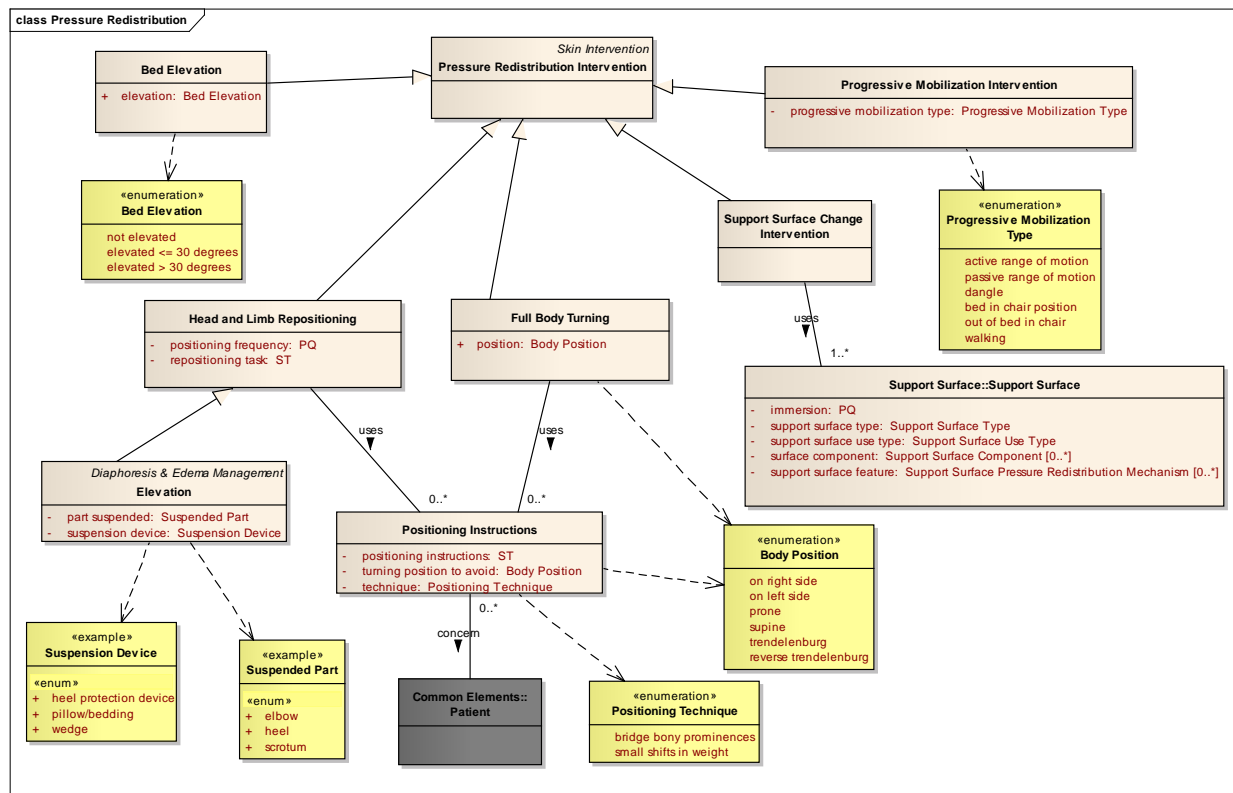 class Pressure Redistribution
Skin Intervention
Pressure Redistribution Intervention
Bed Elevation
+ elevation: Bed Elevation
Progressive Mobilization Intervention
- progressive mobilization type: Progressive Mobilization Type
«enumeration»
Bed Elevation
not elevated
elevated <= 30 degrees
elevated > 30 degrees
«enumeration»
Progressive Mobilization
Type
active range of motion
passive range of motion
dangle
bed in chair position
out of bed in chair
walking
Support Surface Change
Intervention
Head and Limb Repositioning
- positioning frequency: PQ
- repositioning task: ST
Full Body Turning
+ position: Body Position
uses
1..*
Support Surface::Support Surface
- immersion: PQ
- support surface type: Support Surface Type
- support surface use type: Support Surface Use Type
- surface component: Support Surface Component [0..*]
- support surface feature: Support Surface Pressure Redistribution Mechanism [0..*]
uses
uses
0..*
0..*
Diaphoresis & Edema Management
Elevation
- part suspended: Suspended Part
- suspension device: Suspension Device
Positioning Instructions
- positioning instructions: ST
- turning position to avoid: Body Position
- technique: Positioning Technique
0..*
concern
«enumeration»
Body Position
on right side
on left side
prone
supine
trendelenburg
reverse trendelenburg
«example»
Suspension Device
«enum»
+ heel protection device
+ pillow/bedding
+ wedge
«example»
Suspended Part
«enum»
+ elbow
+ heel
+ scrotum
Common Elements::
Patient
«enumeration»
Positioning Technique
bridge bony prominences
small shifts in weight